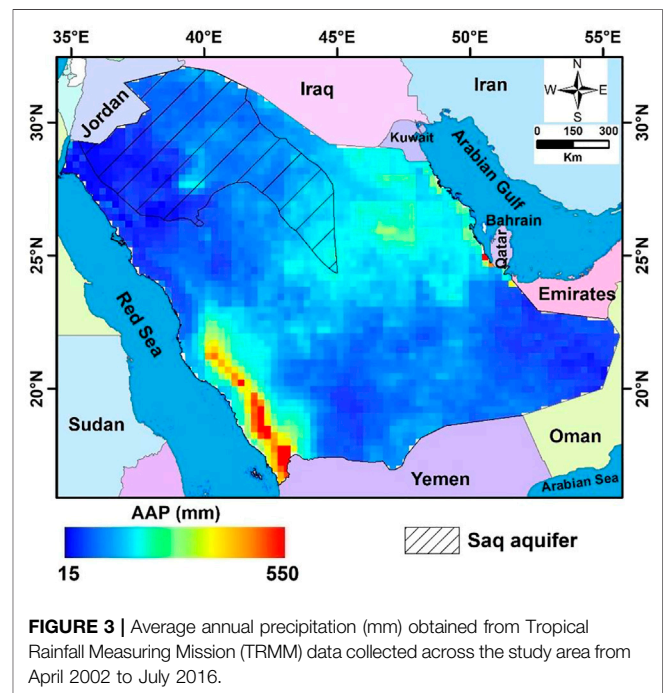 35°E 40°E 45°E 50°E 55°E
N
W E
S
0 150 300
Km
Jordan
Iraq
Iran
Kuwait
30°N 30°N
Arabian Gulf
Bahrain
Qatar
25°N 25°N
Emirates
Red Sea
20°N 20°N
Sudan
Oman
Yemen
Arabian Sea
AAP (mm)
15 550
Saq aquifer
FIGURE 3 | Average annual precipitation (mm) obtained from Tropical
Rainfall Measuring Mission (TRMM) data collected across the study area from
April 2002 to July 2016.